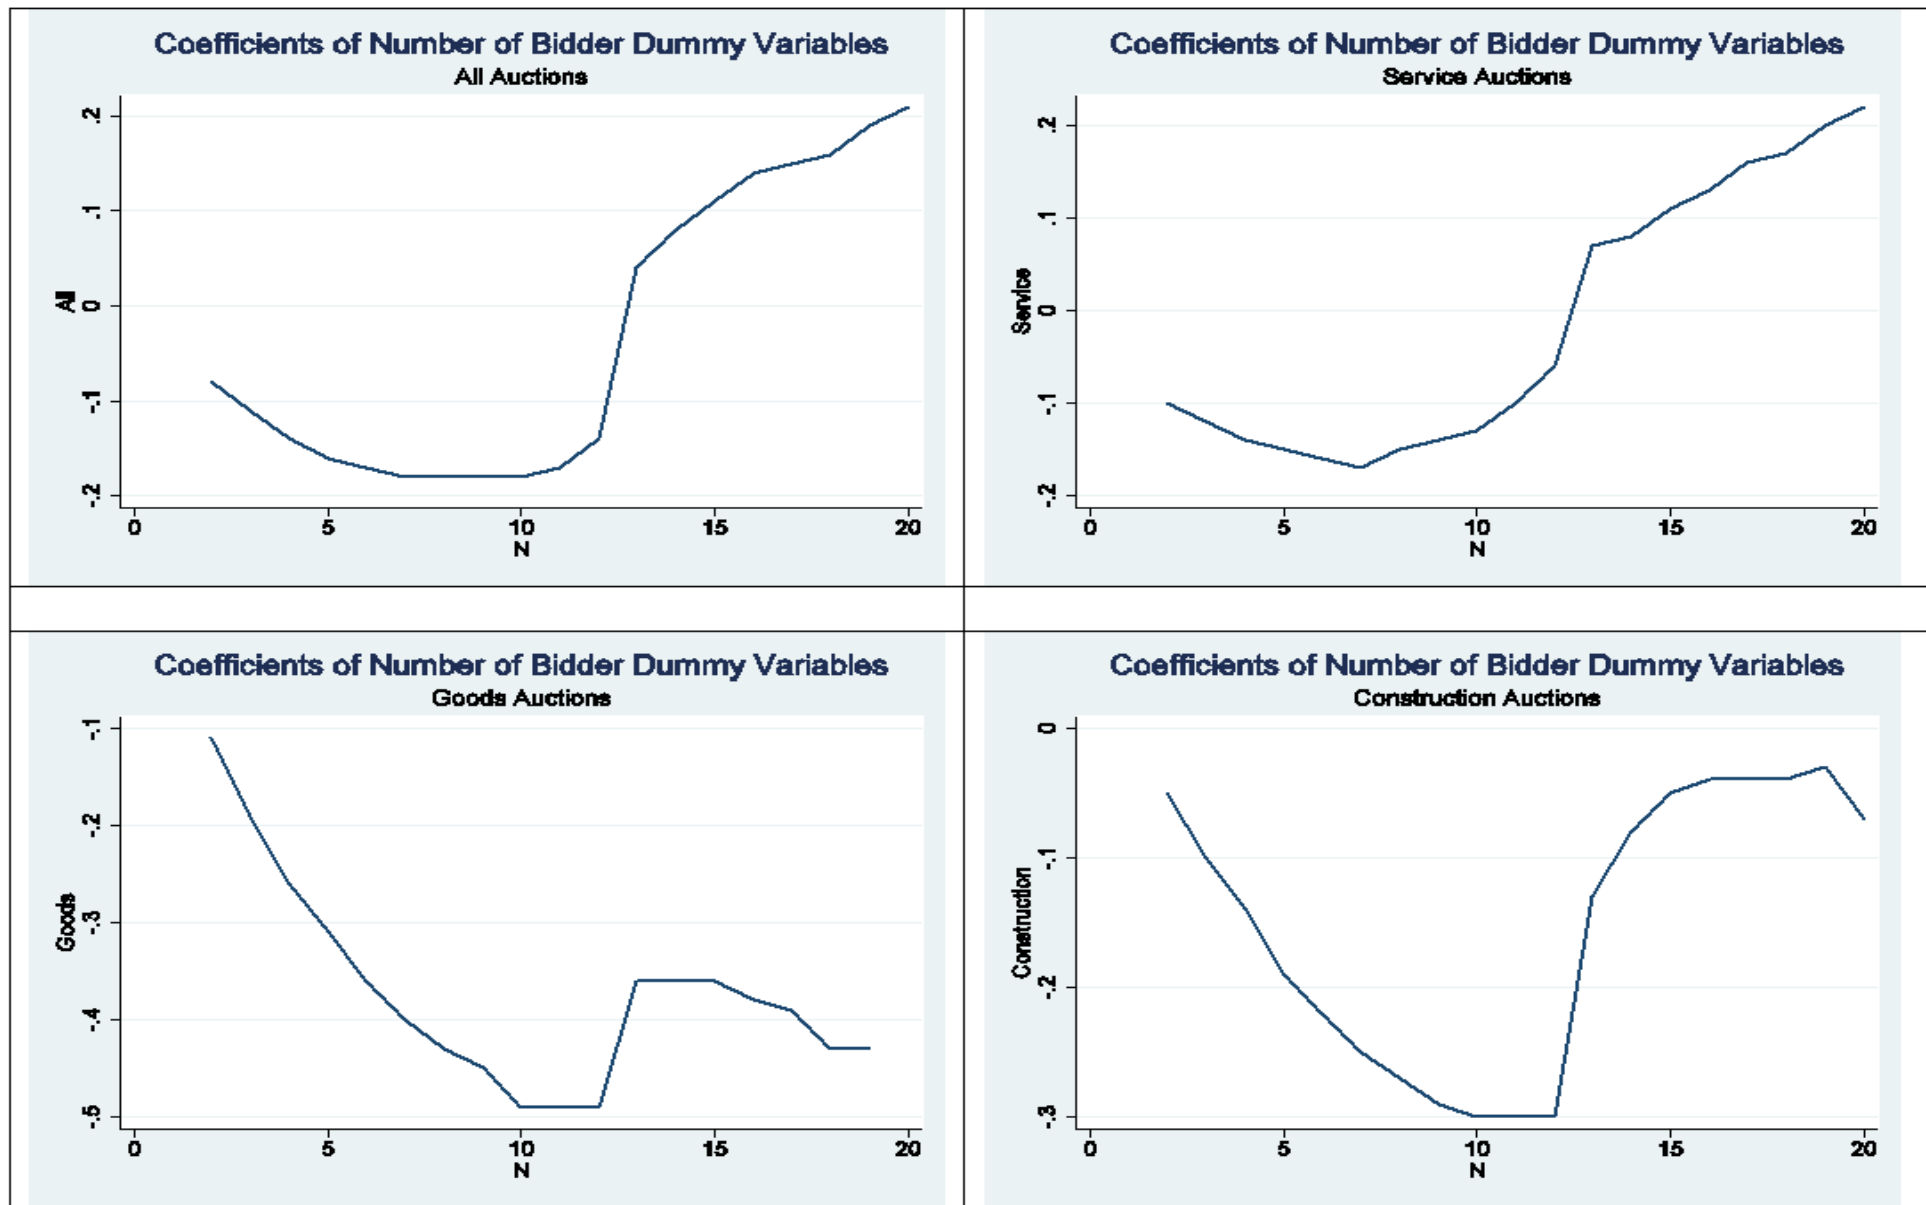 Coefficients of Number of Bidder Dummy Variables
All Auctions
.2
.1
0
-.1
-.2
All
0 5 10 15 20
N
Coefficients of Number of Bidder Dummy Variables
Service Auctions
.2
.1
0
-.1
-.2
Service
0 5 10 15 20
N
Coefficients of Number of Bidder Dummy Variables
Goods Auctions
-.1
-.2
-.3
-.4
-.5
Goods
0 5 10 15 20
N
Coefficients of Number of Bidder Dummy Variables
Construction Auctions
0
-.1
-.2
-.3
Construction
0 5 10 15 20
N